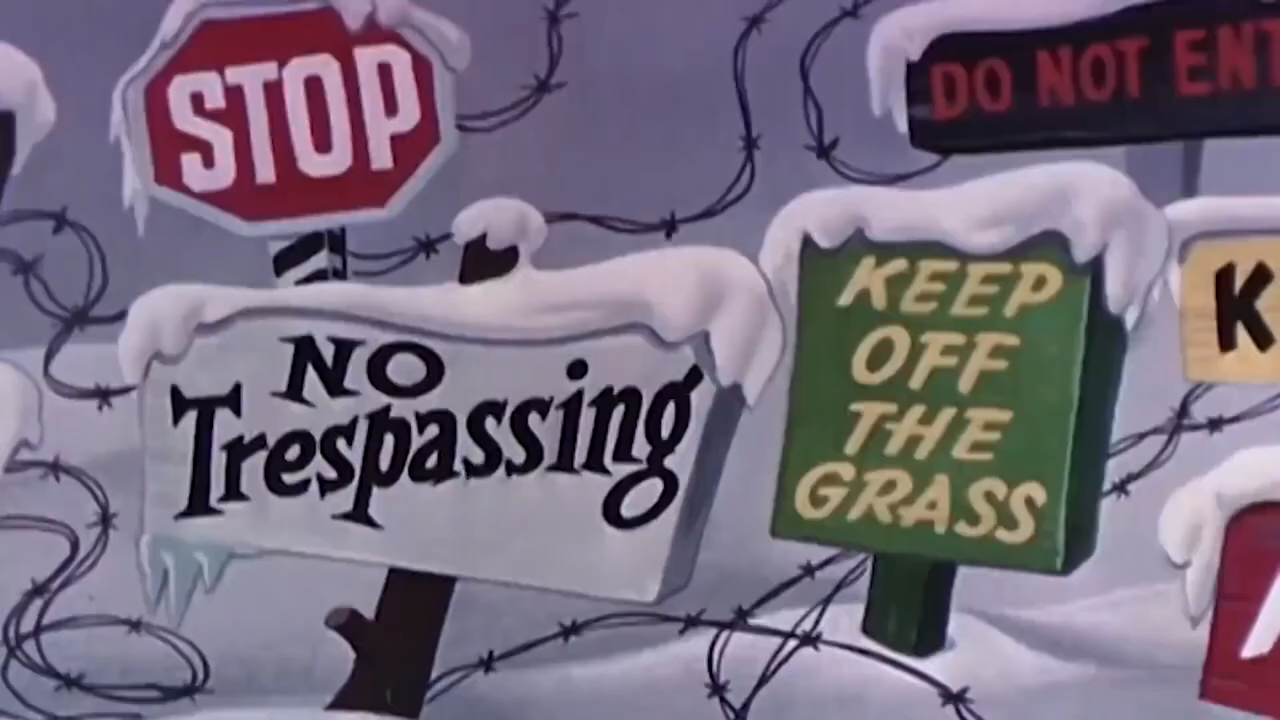 STOP
DO NOT ENT
NO
Trespassing
KEEP
OFF
THE
GRASS
K